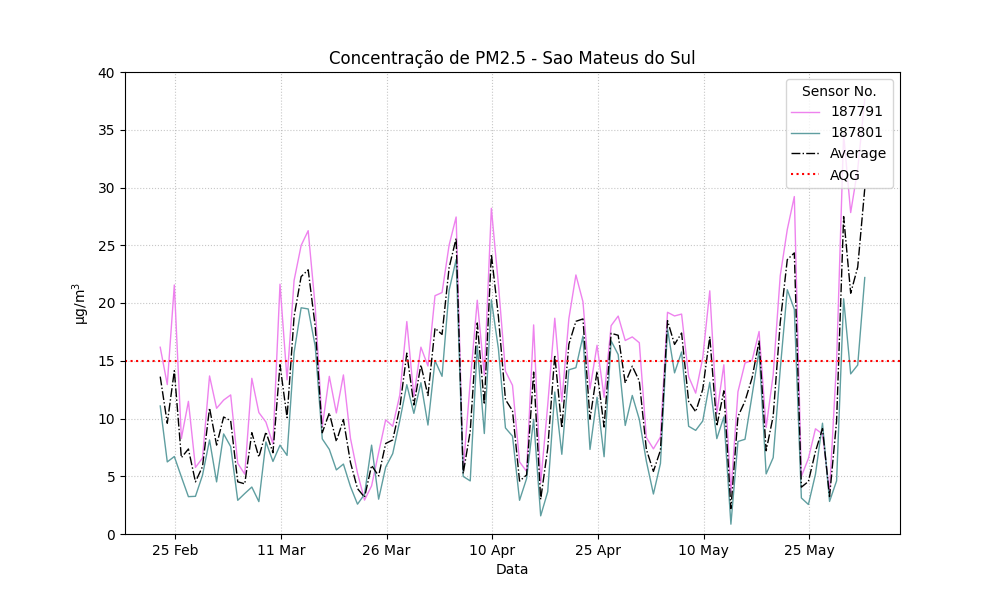 Concentração de PM2.5 - Sao Mateus do Sul
40
35
30
25
20
15
10
5
0
µg/m³
Sensor No.
187791
187801
Average
AQG
25 Feb
11 Mar
26 Mar
10 Apr
25 Apr
10 May
25 May
Data